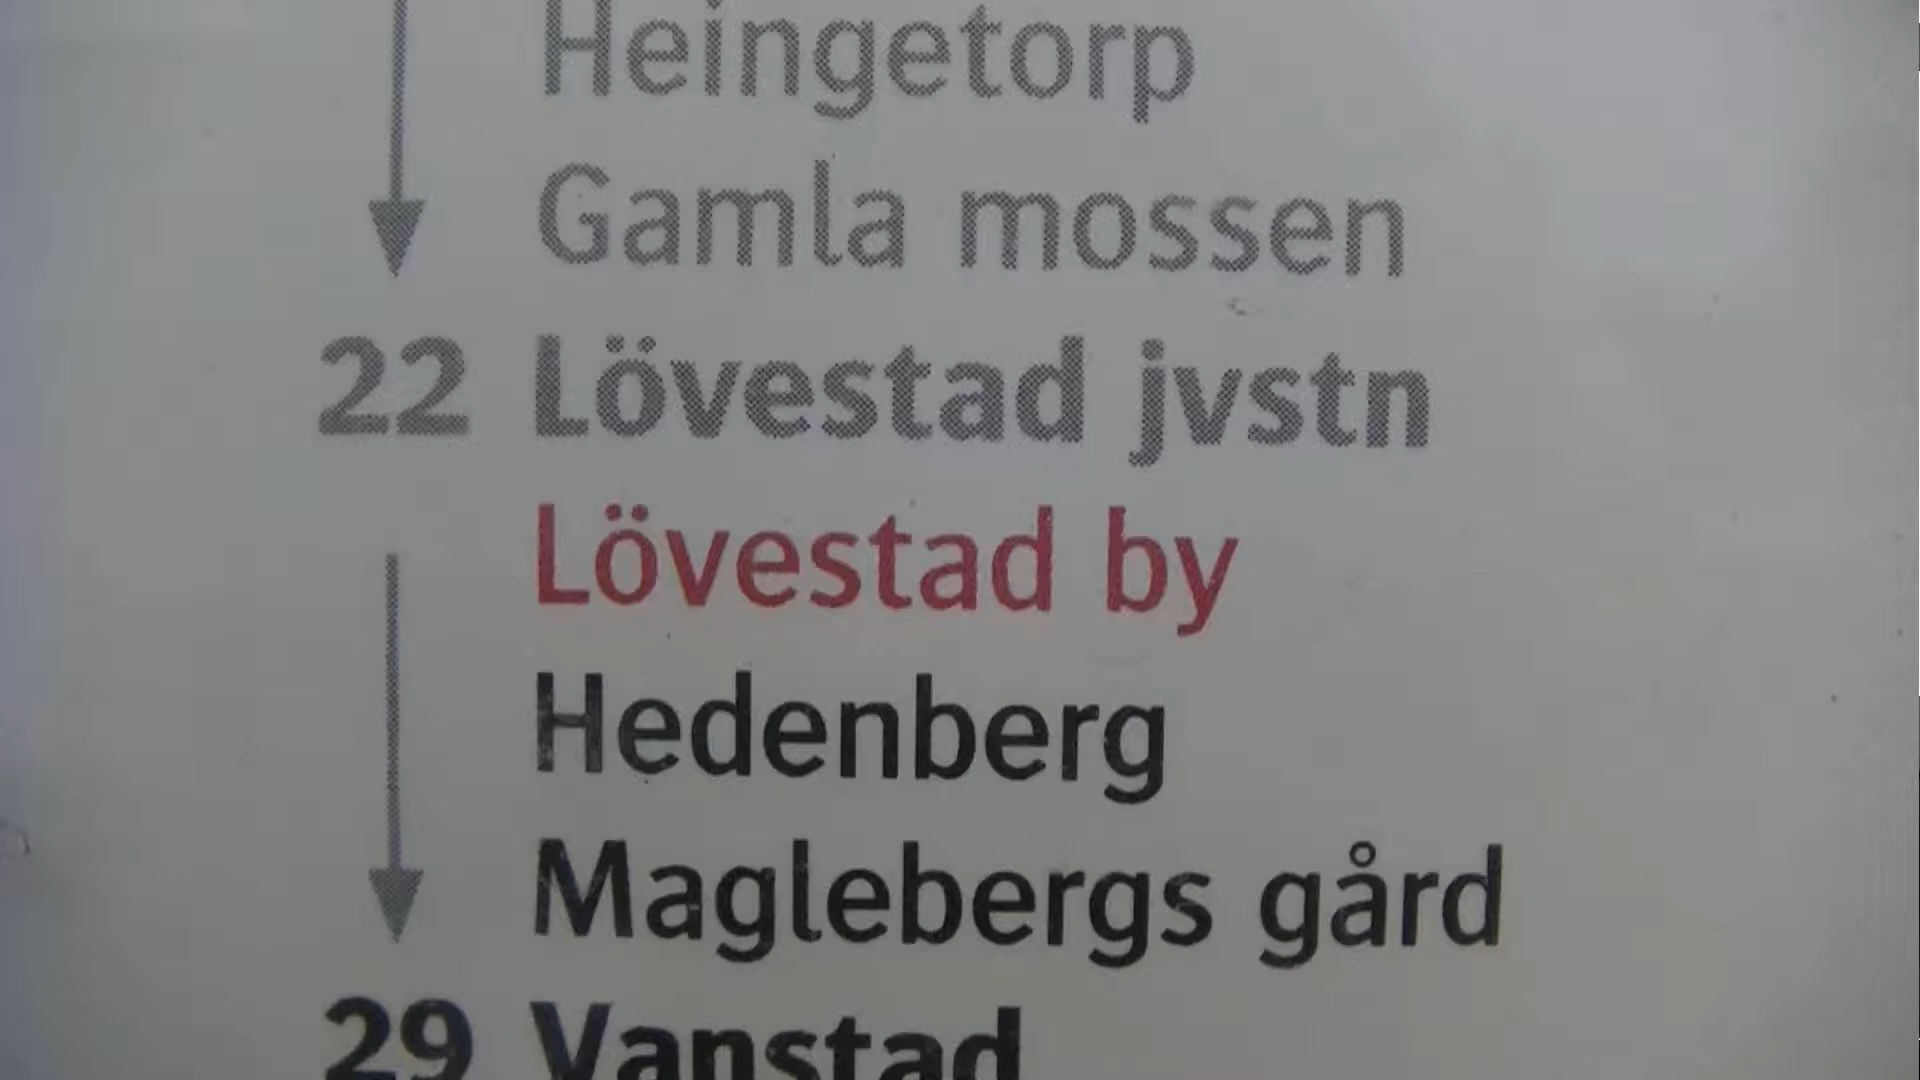 Heingetorp
Gamla mossen
22 Lövestad jvstn
Lövestad by
Hedenberg
Maglebergs gård
29 Vanstad